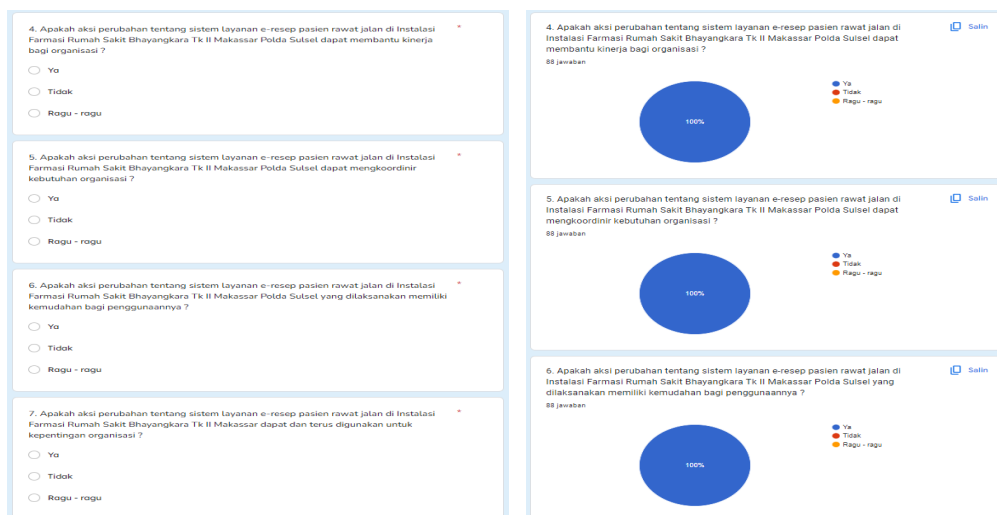 4. Apakah aksi perubahan tentang sistem layanan e-resep pasien rawat jalan di Instalasi *
Farmasi Rumah Sakit Bhayangkara Tk II Makassar Polda Sulsel dapat membantu kinerja
bagi organisasi ?
Ya
Tidak
Ragu - ragu
5. Apakah aksi perubahan tentang sistem layanan e-resep pasien rawat jalan di Instalasi *
Farmasi Rumah Sakit Bhayangkara Tk II Makassar Polda Sulsel dapat mengkoordinir
kebutuhan organisasi ?
Ya
Tidak
Ragu - ragu
6. Apakah aksi perubahan tentang sistem layanan e-resep pasien rawat jalan di Instalasi *
Farmasi Rumah Sakit Bhayangkara Tk II Makassar Polda Sulsel yang dilaksanakan memiliki
kemudahan bagi penggunaannya ?
Ya
Tidak
Ragu - ragu
7. Apakah aksi perubahan tentang sistem layanan e-resep pasien rawat jalan di Instalasi *
Farmasi Rumah Sakit Bhayangkara Tk II Makassar dapat dan terus digunakan untuk
kepentingan organisasi ?
Ya
Tidak
Ragu - ragu
4. Apakah aksi perubahan tentang sistem layanan e-resep pasien rawat jalan di
Instalasi Farmasi Rumah Sakit Bhayangkara Tk II Makassar Polda Sulsel dapat
membantu kinerja bagi organisasi ?
Salin
88 jawaban
100%
Ya
Tidak
Ragu - ragu
5. Apakah aksi perubahan tentang sistem layanan e-resep pasien rawat jalan di
Instalasi Farmasi Rumah Sakit Bhayangkara Tk II Makassar Polda Sulsel dapat
mengkoordinir kebutuhan organisasi ?
Salin
88 jawaban
100%
Ya
Tidak
Ragu - ragu
6. Apakah aksi perubahan tentang sistem layanan e-resep pasien rawat jalan di
Instalasi Farmasi Rumah Sakit Bhayangkara Tk II Makassar Polda Sulsel yang
dilaksanakan memiliki kemudahan bagi penggunaannya ?
Salin
88 jawaban
100%
Ya
Tidak
Ragu - ragu